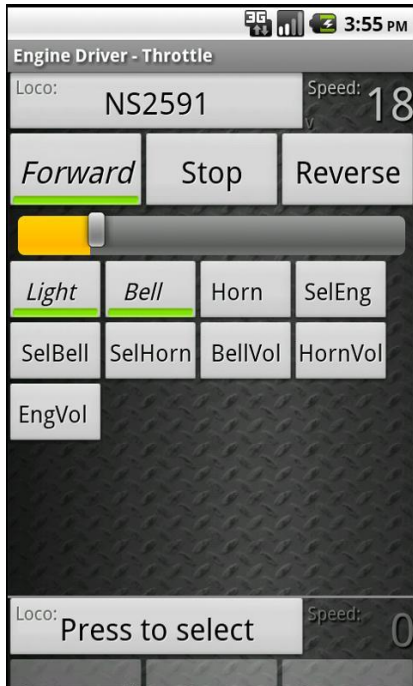 3G 3:55 PM
Engine Driver - Throttle
Loco: NS2591 Speed: 18
v
Forward Stop Reverse
Light Bell Horn SelEng
SelBell SelHorn BellVol HornVol
EngVol
Loco: Press to select Speed: 0